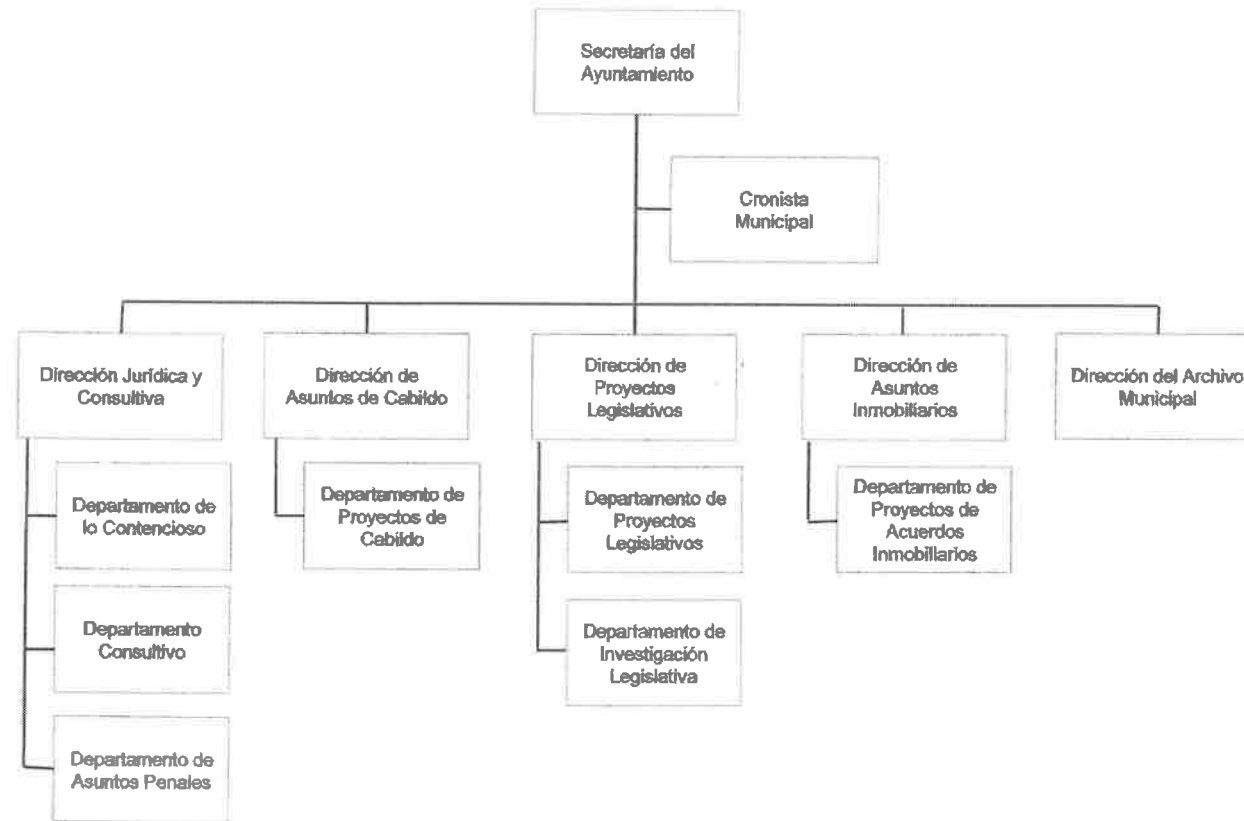 Secretaría del
Ayuntamiento
Cronista
Municipal
Dirección Jurídica y
Consultiva
Dirección de
Asuntos de Cabildo
Dirección de
Proyectos
Legislativos
Dirección de
Asuntos
Inmobiliarios
Dirección del Archivo
Municipal
Departamento de
lo Contencioso
Departamento
Consultivo
Departamento de
Asuntos Penales
Departamento de
Proyectos de
Cabildo
Departamento de
Proyectos
Legislativos
Departamento de
Investigación
Legislativa
Departamento de
Proyectos de
Acuerdos
Inmobiliarios